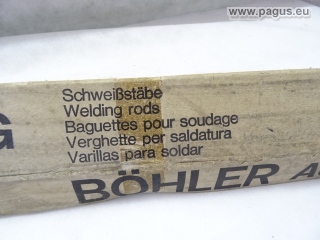 www.pagus.eu
Schweißstäbe
Welding rods
Baguettes pour soudage
Verghette per saldatura
Varillas para soldar
G
BÖHLER A